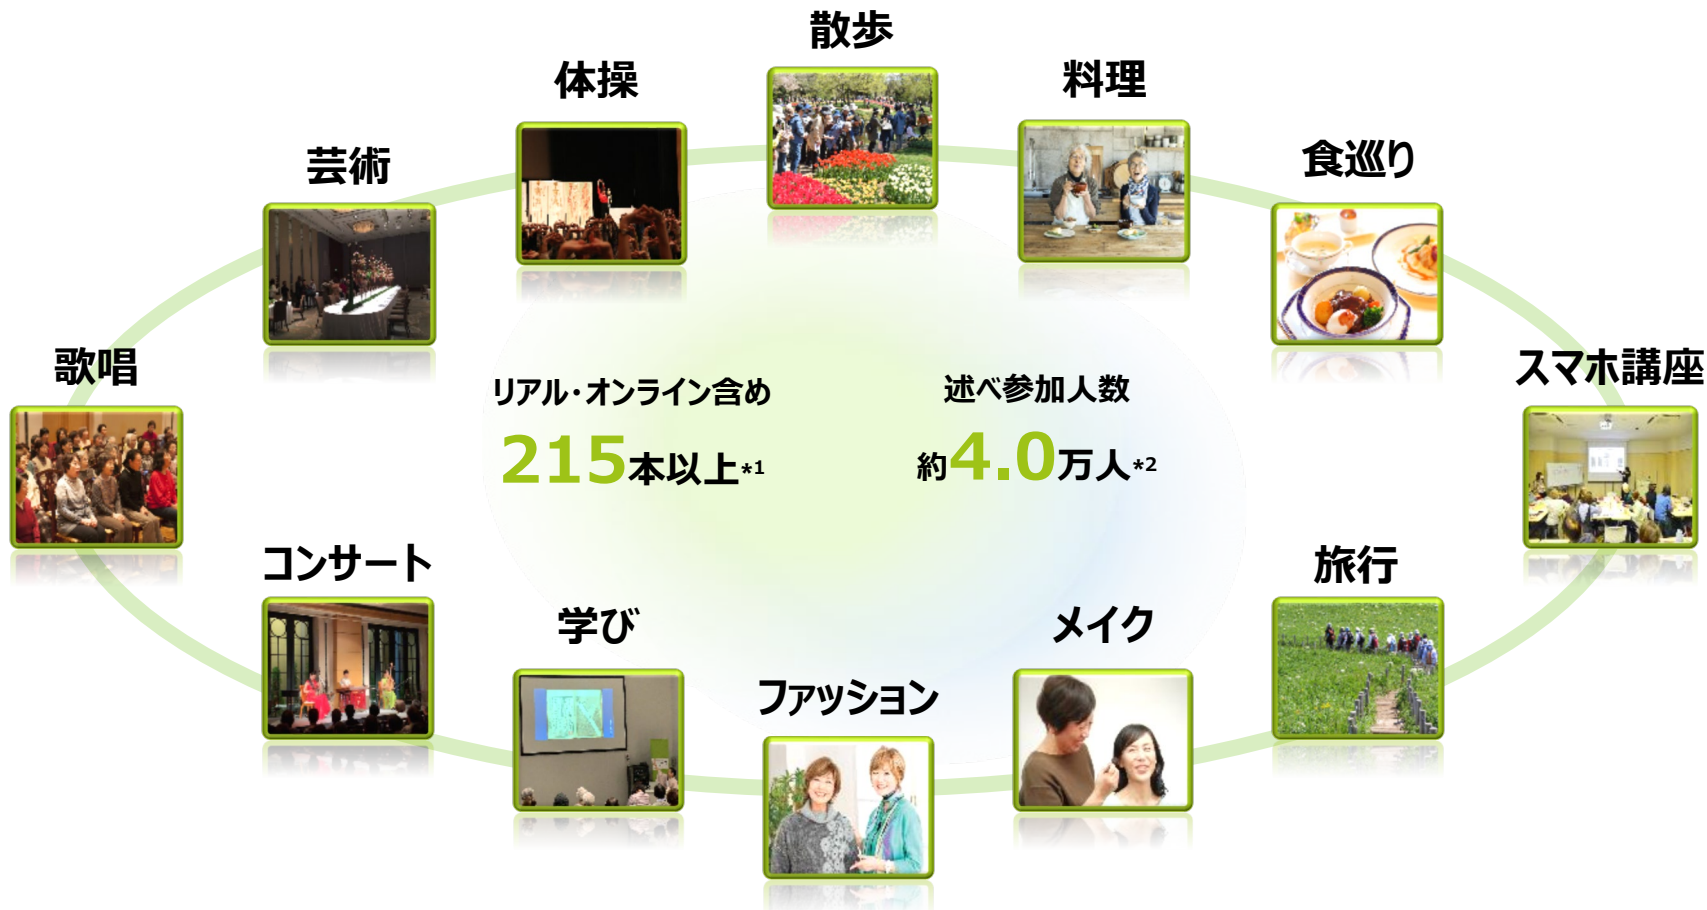 散歩
体操
料理
芸術
食巡り
歌唱
スマホ講座
リアル・オンライン含め
215本以上*1
述べ参加人数
約4.0万人*2
コンサート
旅行
学び
メイク
ファッション